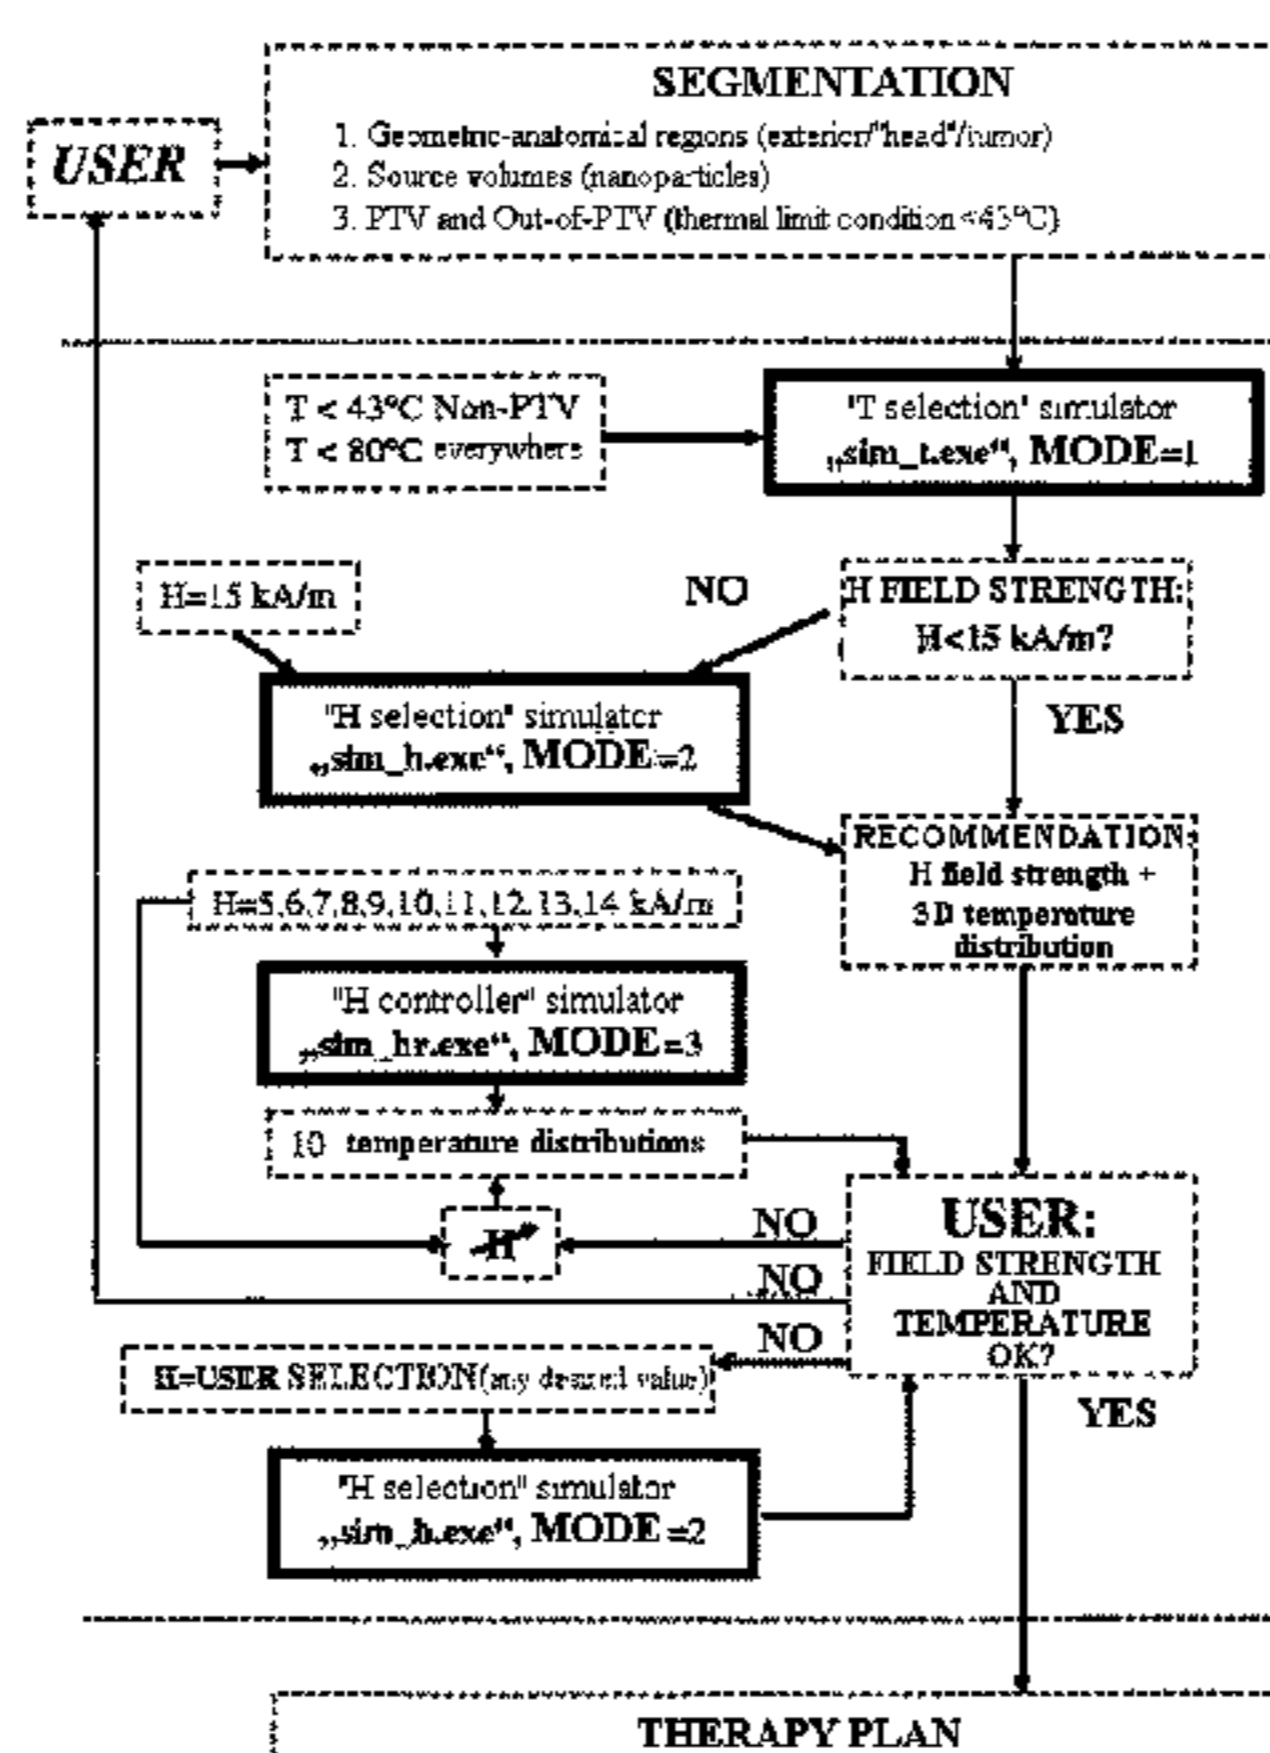 SEGMENTATION
1. Geometric-anatomical regions (exterior/"head"/tumor)
USER
2. Source volumes (nanoparticles)
3. PTV and Out-of-PTV (thermal limit condition <43°C)
T < 43°C Non-PTV
T < 80°C everywhere
"T selection" simulator
„sim_t.exe“, MODE=1
H=15 kA/m
NO
H FIELD STRENGTH:
H<15 kA/m?
YES
"H selection" simulator
„sim_h.exe“, MODE=2
RECOMMENDATION:
H field strength +
3D temperature
distribution
H=5,6,7,8,9,10,11,12,13,14 kA/m
"H controller" simulator
„sim_hr.exe“, MODE=3
10 temperature distributions
H
NO
NO
NO
USER:
FIELD STRENGTH
AND
TEMPERATURE
OK?
YES
H=USER SELECTION(any desired value)
"H selection" simulator
„sim_h.exe“, MODE=2
THERAPY PLAN